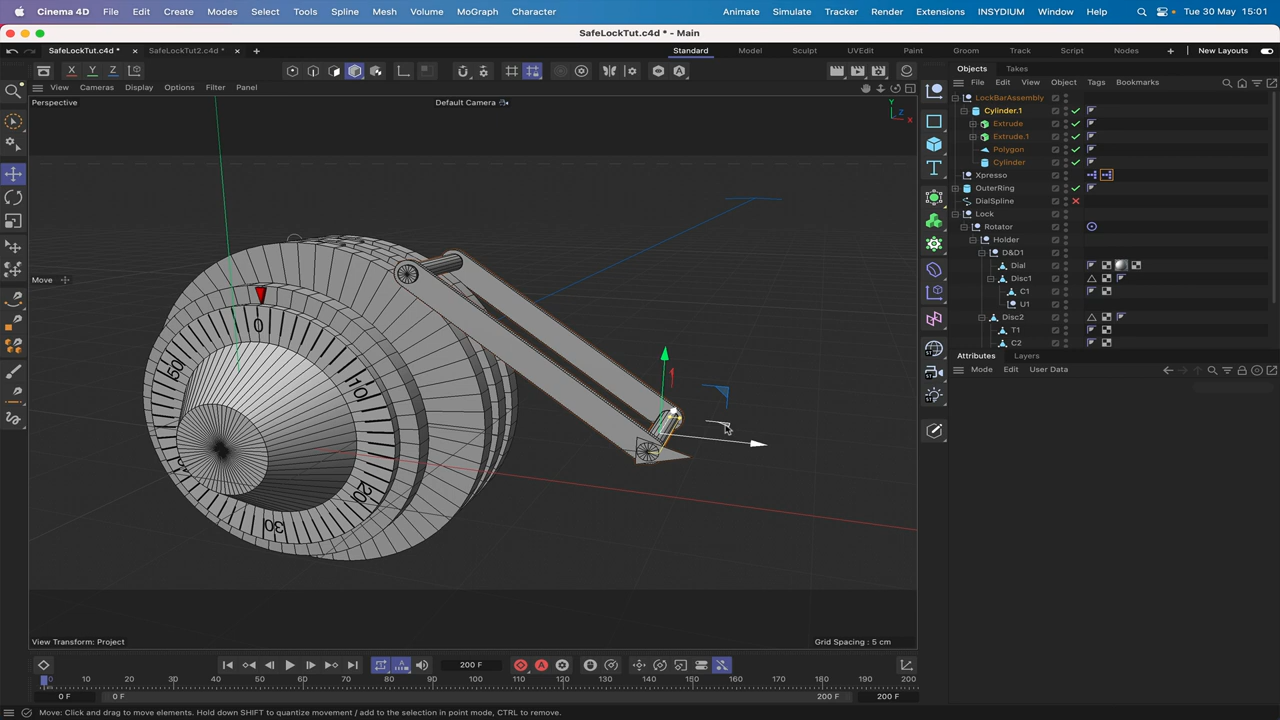 Cinema 4D File Edit Create Modes Select Tools Spline Mesh Volume MoGraph Character Animate Simulate Tracker Render Extensions INSYDIUM Window Help Tue 30 May 15:01
SafeLockTut.c4d * - Main
SafeLockTut.c4d * SafeLockTut2.c4d * Standard Model Sculpt UVEdit Paint Groom Track Script Nodes New Layouts
X Y Z
Objects Takes
View Cameras Display Options Filter Panel
File Edit View Object Tags Bookmarks
Perspective
Default Camera
Y
Z
X
LockBarAssembly
Cylinder.1
Extrude
Extrude.1
Polygon
Cylinder
Xpresso
OuterRing
DialSpline
Lock
Rotator
Holder
D&D1
Dial
Disc1
C1
U1
Disc2
T1
C2
Move
0
10
20
30
Attributes Layers
Mode Edit User Data
View Transform: Project
Grid Spacing : 5 cm
200 F
0 10 20 30 40 50 60 70 80 90 100 110 120 130 140 150 160 170 180 190 200
0 F 0 F 200 F 200 F
Move: Click and drag to move elements. Hold down SHIFT to quantize movement / add to the selection in point mode, CTRL to remove.